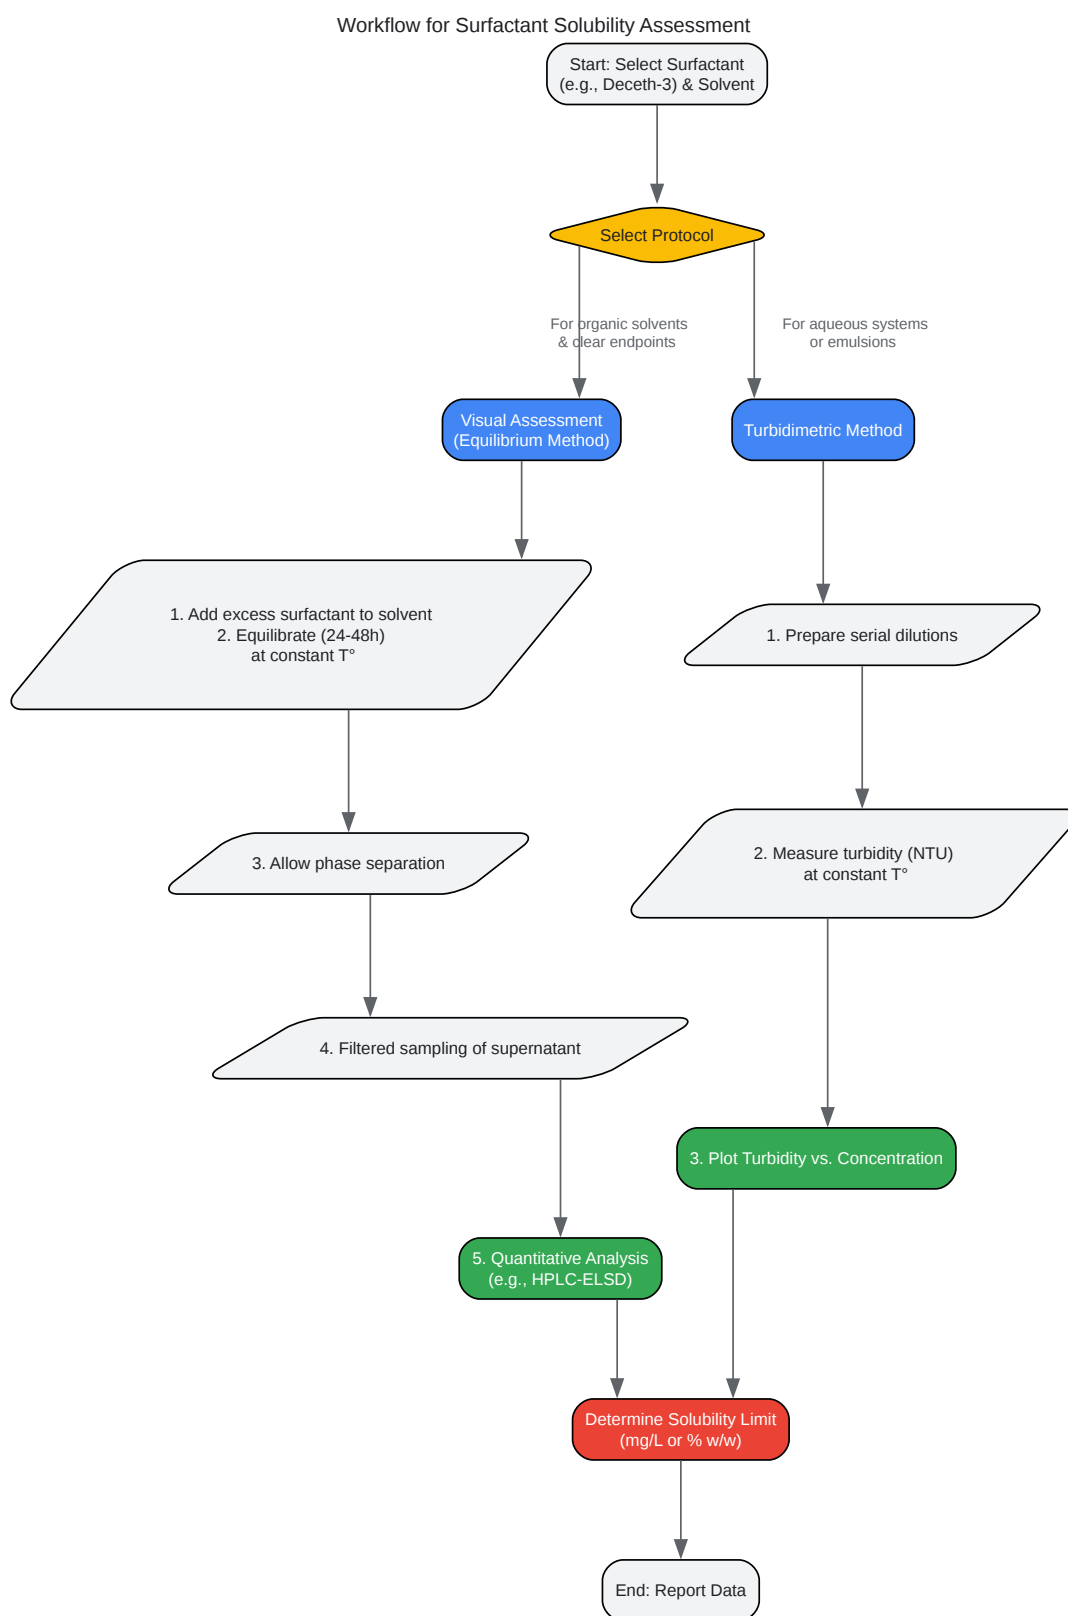 Workflow for Surfactant Solubility Assessment
Start: Select Surfactant
(e.g., Deceth-3) & Solvent
Select Protocol
For organic solvents
& clear endpoints
For aqueous systems
or emulsions
Visual Assessment
(Equilibrium Method)
Turbidimetric Method
1. Add excess surfactant to solvent
2. Equilibrate (24-48h)
at constant T°
1. Prepare serial dilutions
3. Allow phase separation
2. Measure turbidity (NTU)
at constant T°
4. Filtered sampling of supernatant
3. Plot Turbidity vs. Concentration
5. Quantitative Analysis
(e.g., HPLC-ELSD)
Determine Solubility Limit
(mg/L or % w/w)
End: Report Data